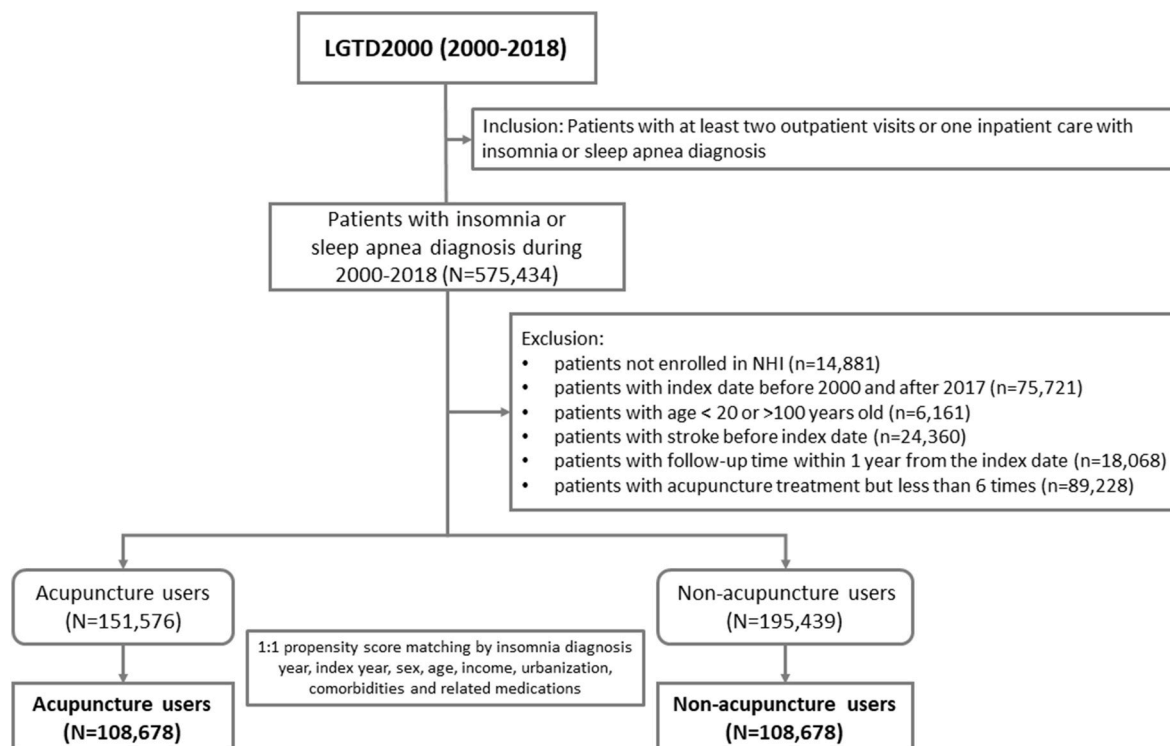 LGTD2000 (2000-2018)
Inclusion: Patients with at least two outpatient visits or one inpatient care with
insomnia or sleep apnea diagnosis
Patients with insomnia or
sleep apnea diagnosis during
2000-2018 (N=575,434)
Exclusion:
• patients not enrolled in NHI (n=14,881)
• patients with index date before 2000 and after 2017 (n=75,721)
• patients with age < 20 or >100 years old (n=6,161)
• patients with stroke before index date (n=24,360)
• patients with follow-up time within 1 year from the index date (n=18,068)
• patients with acupuncture treatment but less than 6 times (n=89,228)
Acupuncture users
(N=151,576)
Non-acupuncture users
(N=195,439)
1:1 propensity score matching by insomnia diagnosis
year, index year, sex, age, income, urbanization,
comorbidities and related medications
Acupuncture users
(N=108,678)
Non-acupuncture users
(N=108,678)